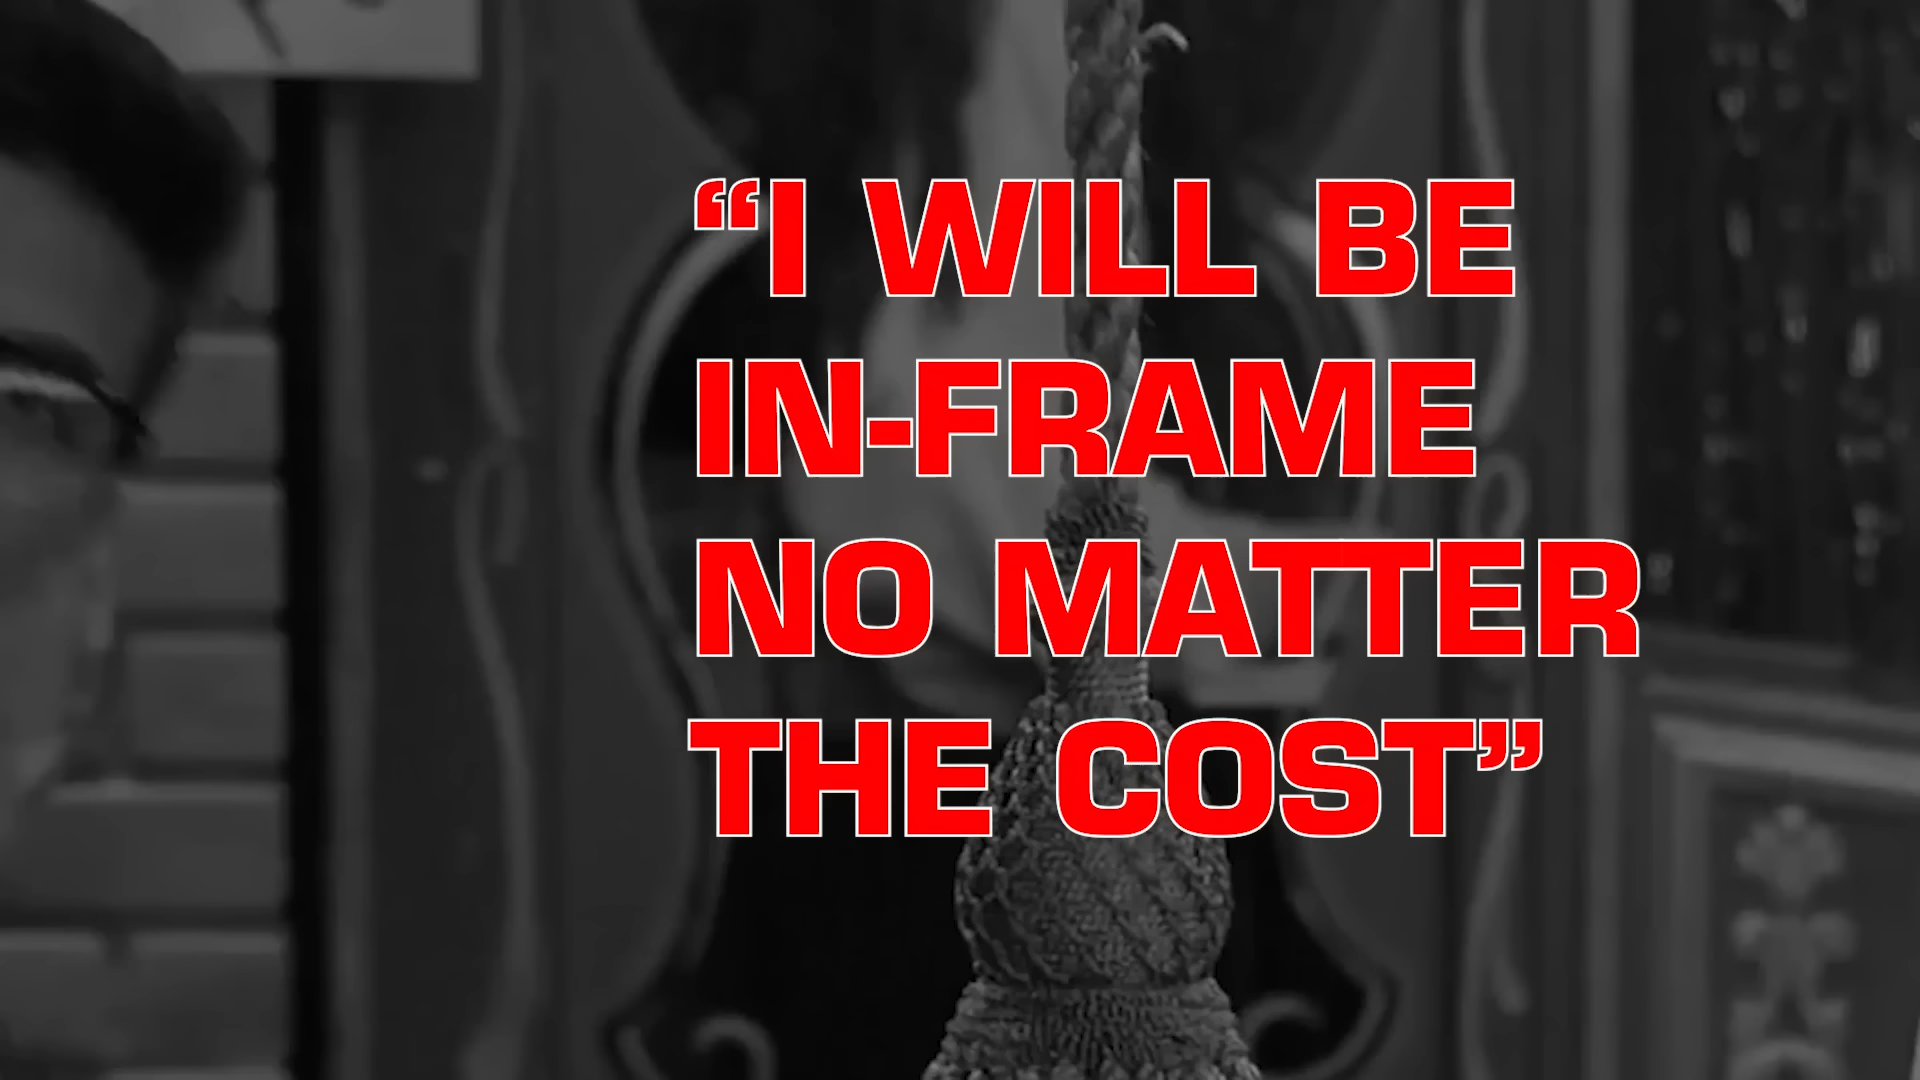 “I WILL BE
IN-FRAME
NO MATTER
THE COST”